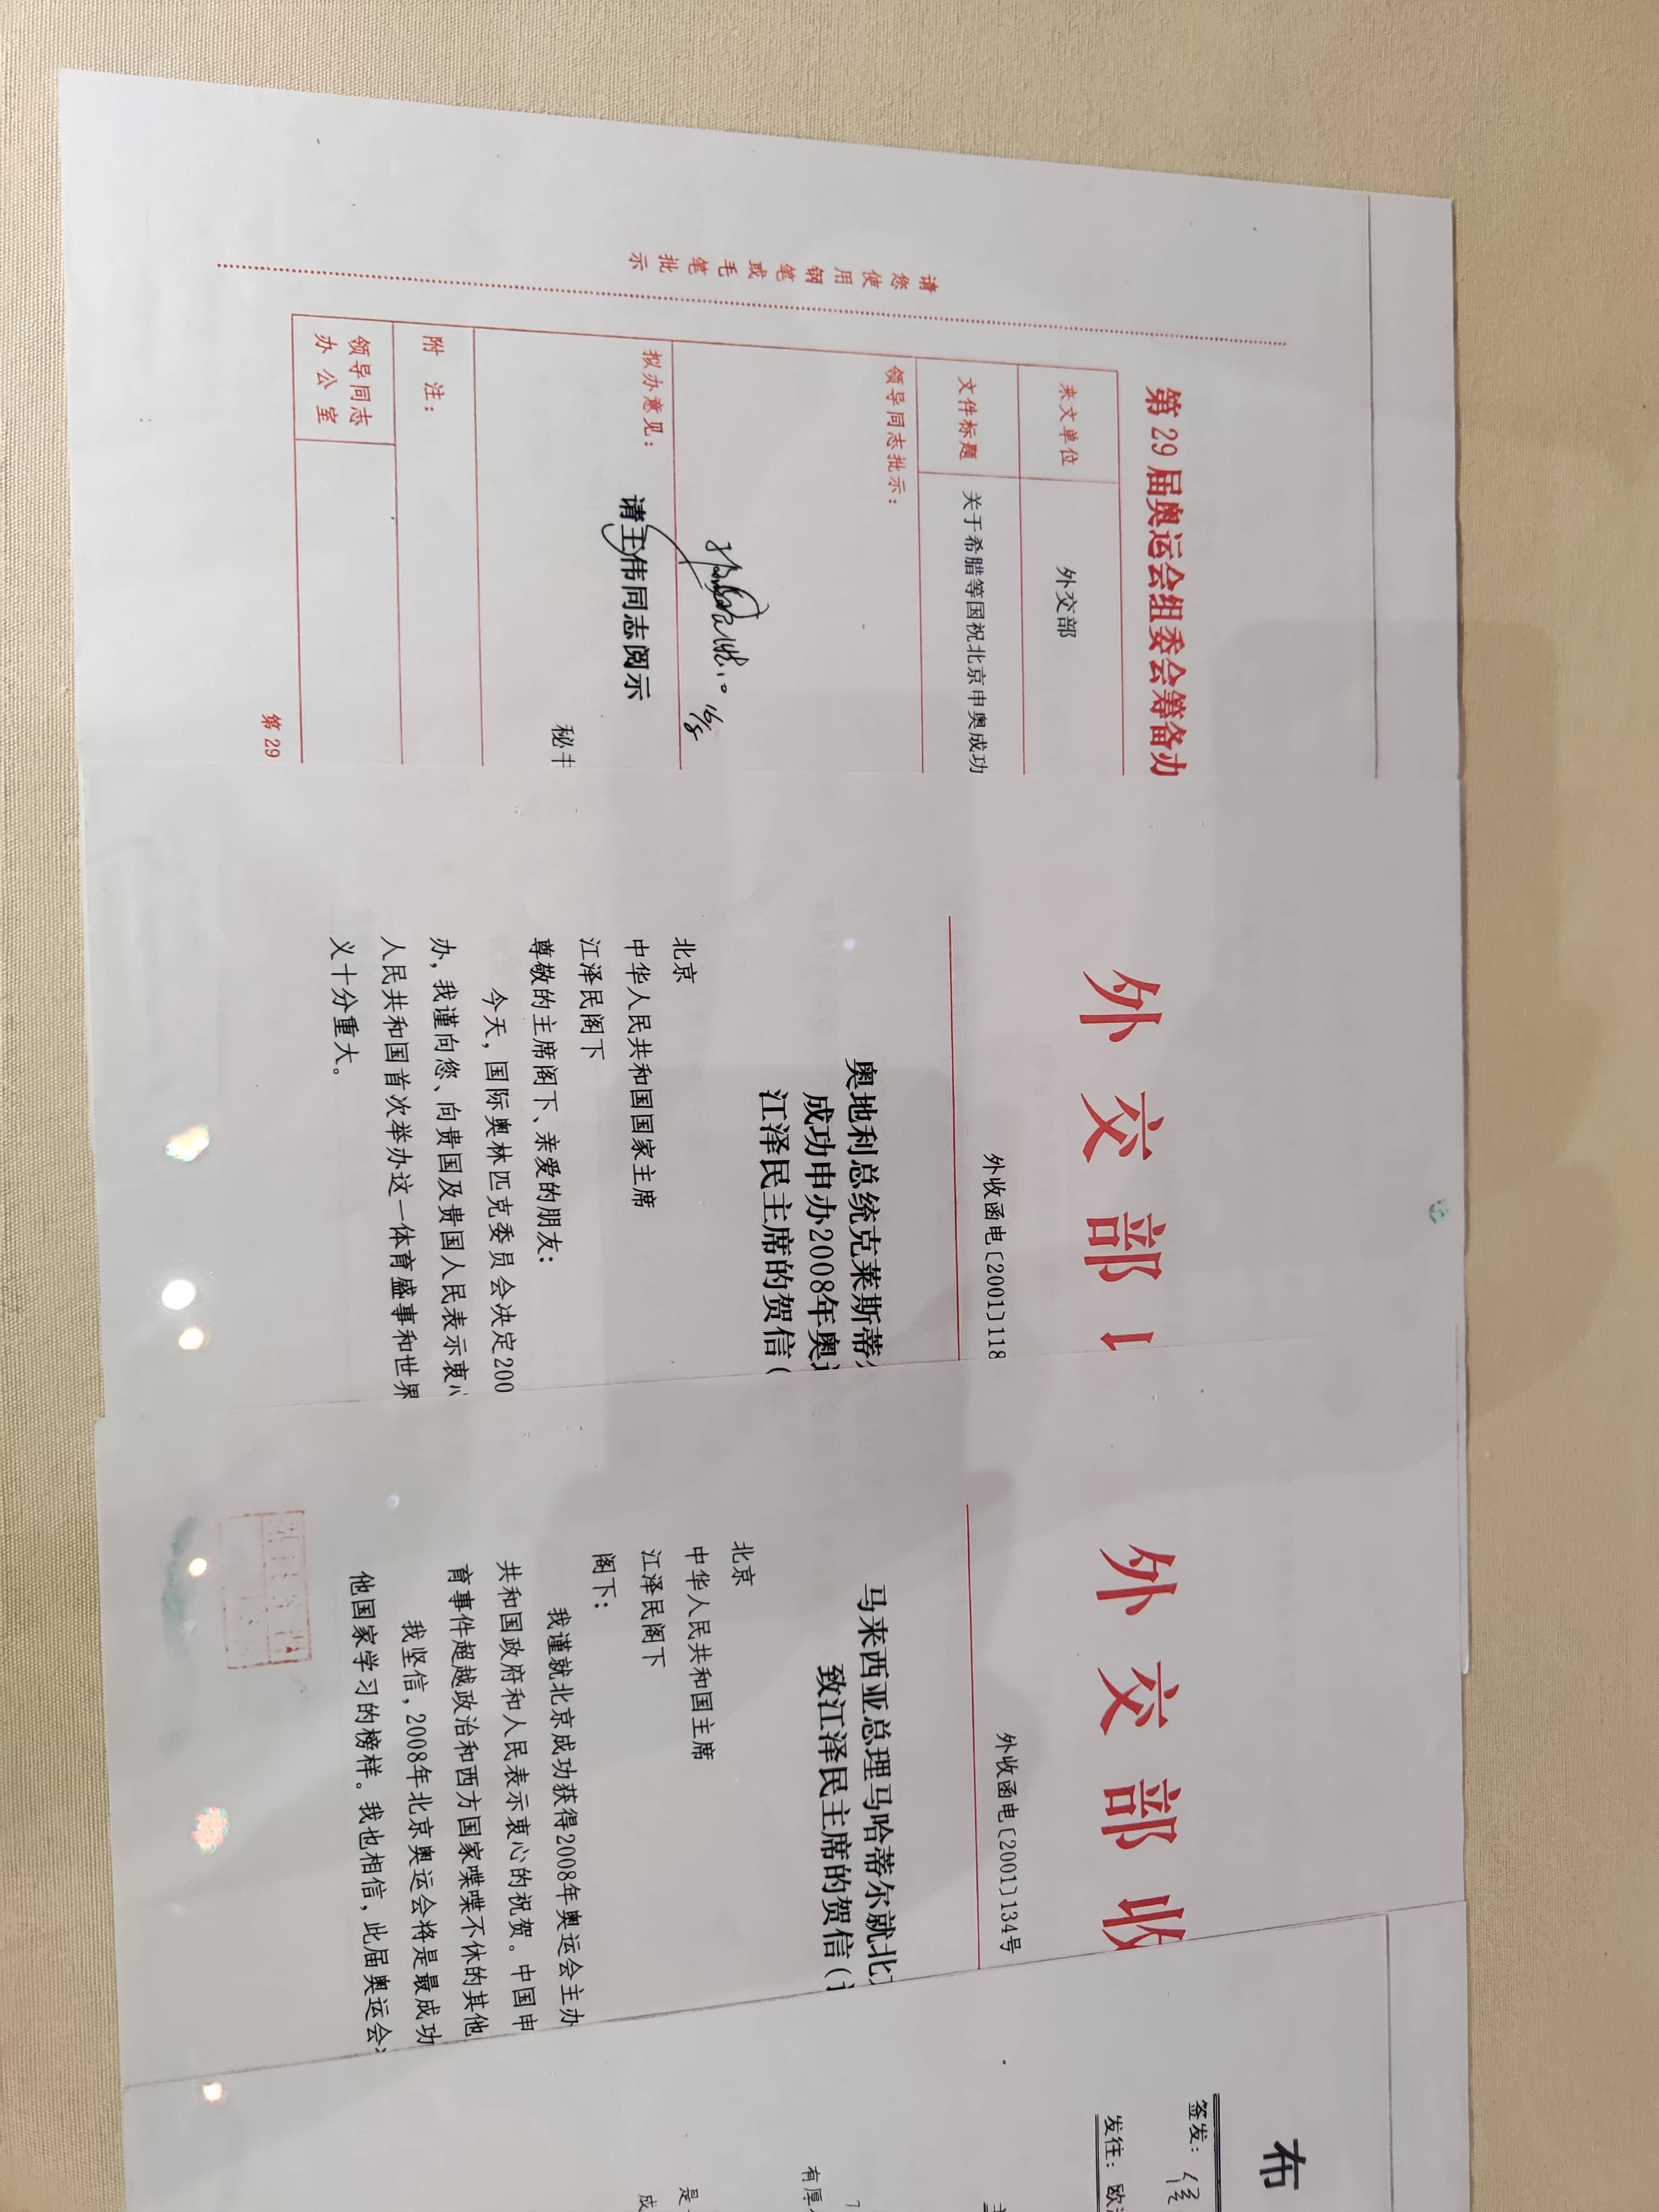 第29届奥运会组委会筹备办
来文单位
外交部
文件标题
关于希腊等国祝北京申奥成功
领导同志批示:
16/8
拟办意见:
请王伟同志阅示
秘书
附 注:
领导同志
办公室
第 29
请您使用钢笔或毛笔批示
外交部
外收函电〔2001〕118
奥地利总统克莱斯蒂
成功申办2008年奥运
江泽民主席的贺信(
北京
中华人民共和国国家主席
江泽民阁下
尊敬的主席阁下、亲爱的朋友:
今天,国际奥林匹克委员会决定200
办,我谨向您、向贵国及贵国人民表示衷心
人民共和国首次举办这一体育盛事和世界
义十分重大。
外交部收
外收函电〔2001〕134号
马来西亚总理马哈蒂尔就北京
致江泽民主席的贺信(
北京
中华人民共和国主席
江泽民阁下
阁下:
我谨就北京成功获得2008年奥运会主办
共和国政府和人民表示衷心的祝贺。中国申
育事件超越政治和西方国家喋喋不休的其他
我坚信,2008年北京奥运会将是最成功
他国家学习的榜样。我也相信,此届奥运会
布
签发:
发往: 欧
有厚
是
成